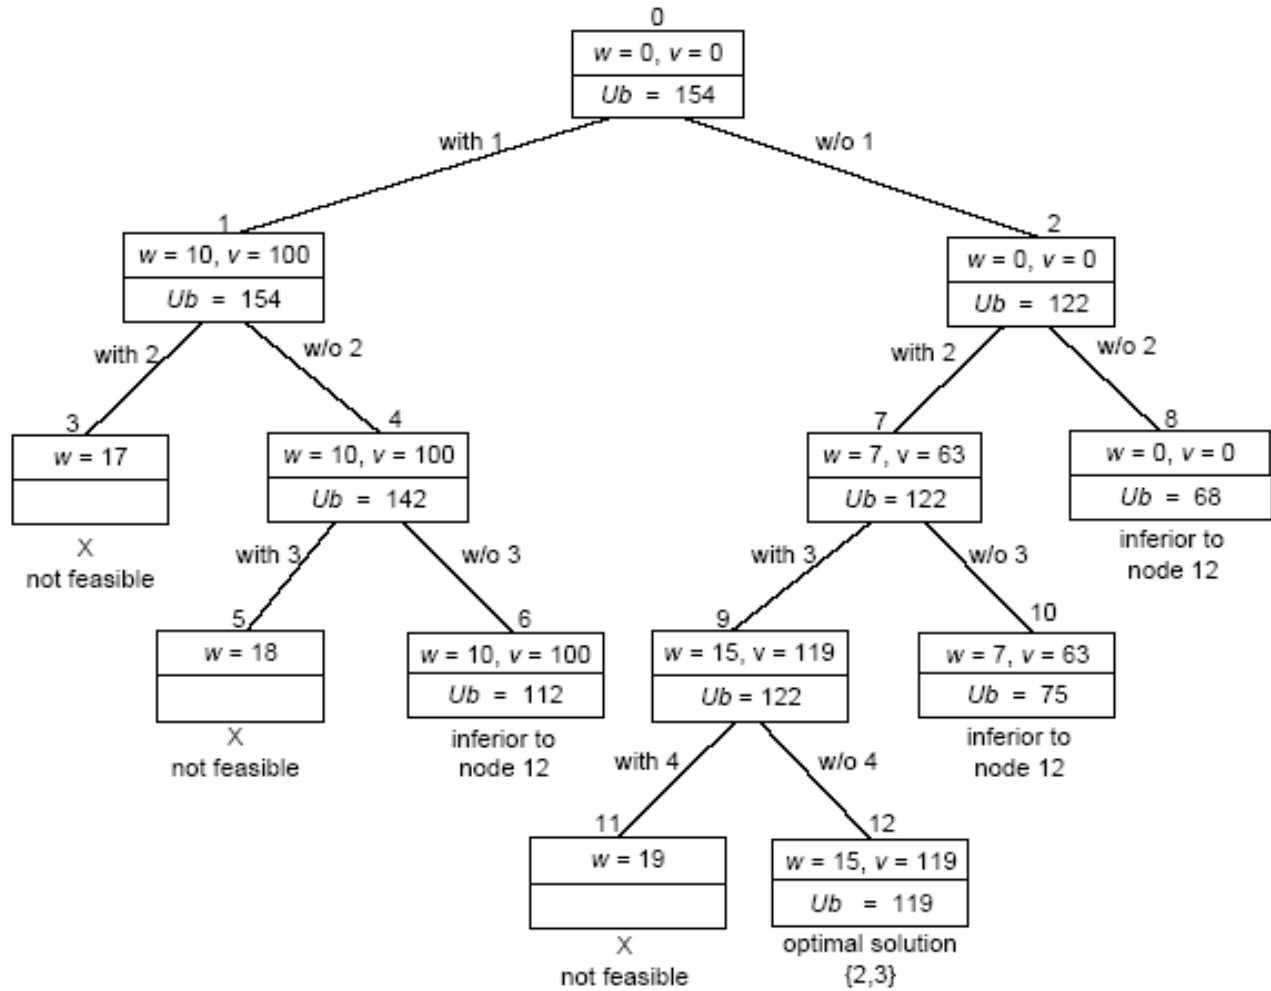 0
w = 0, v = 0
Ub = 154
with 1
w/o 1
1
w = 10, v = 100
Ub = 154
2
w = 0, v = 0
Ub = 122
with 2
w/o 2
with 2
w/o 2
3
w = 17
X
not feasible
4
w = 10, v = 100
Ub = 142
7
w = 7, v = 63
Ub = 122
8
w = 0, v = 0
Ub = 68
inferior to
node 12
with 3
w/o 3
with 3
w/o 3
5
w = 18
X
not feasible
6
w = 10, v = 100
Ub = 112
inferior to
node 12
9
w = 15, v = 119
Ub = 122
10
w = 7, v = 63
Ub = 75
inferior to
node 12
with 4
w/o 4
11
w = 19
X
not feasible
12
w = 15, v = 119
Ub = 119
optimal solution
{2,3}